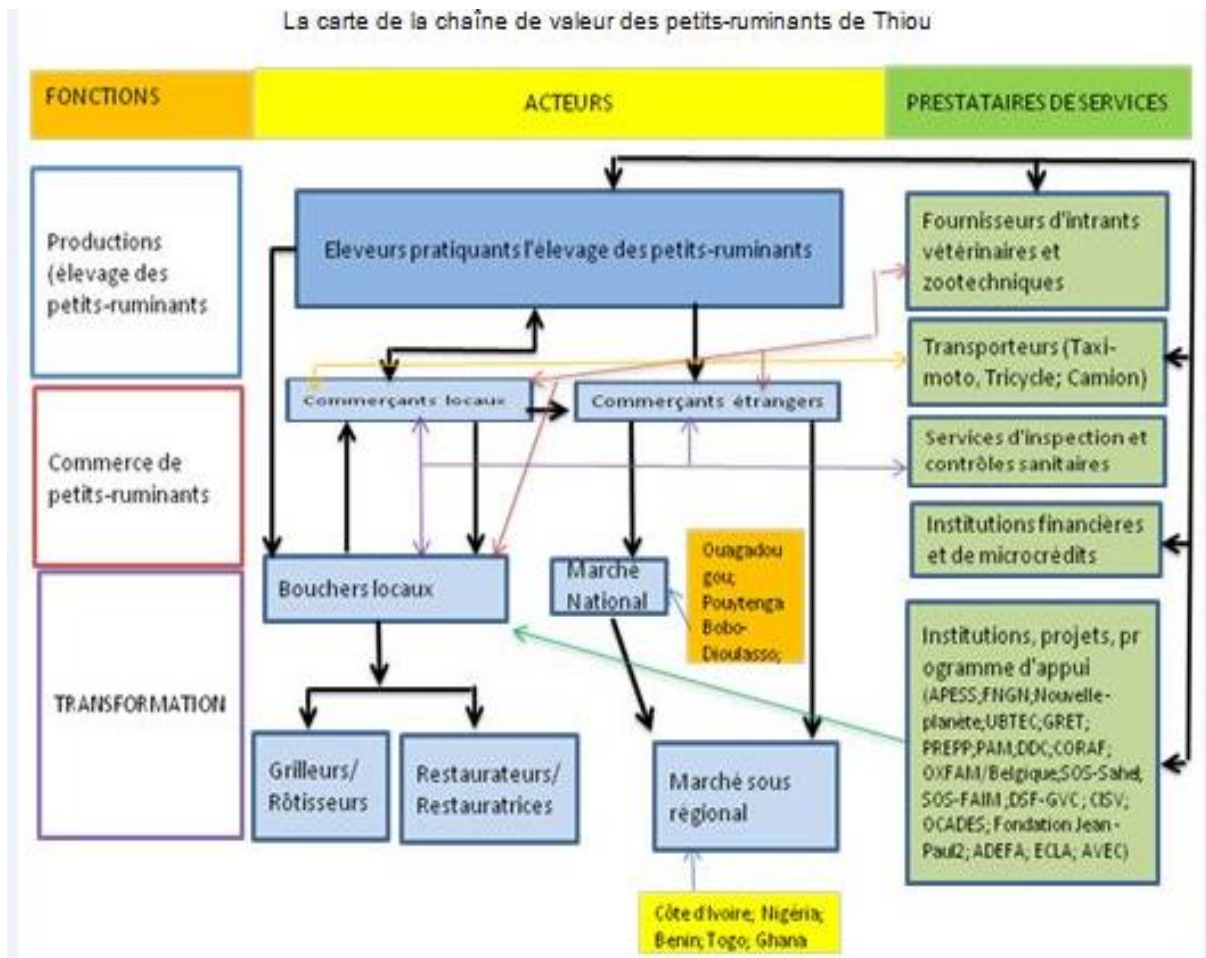 La carte de la chaîne de valeur des petits-ruminants de Thiou
FONCTIONS
ACTEURS
PRESTATAIRES DE SERVICES
Productions
(élevage des
petits-ruminants
Eleveurs pratiquants l'élevage des petits-ruminants
Fournisseurs d'intrants
vétérinaires et
zootechniques
Transporteurs (Taxi-
moto, Tricycle; Camion)
Commerçants locaux
Commerçants étrangers
Commerce de
petits-ruminants
Services d'inspection et
contrôles sanitaires
Institutions financières
et de microcrédits
Bouchers locaux
Marché
National
Ouagadou
gou;
Pouytenga
Bobo-
Dioulasso;
TRANSFORMATION
Institutions, projets, pr
ogramme d'appui
(APESS,FNGN,Nouvelle-
planète,UBTEC,GRET;
PREPP,PAM,DDC,CORAF;
OXFAM/Belgique,SOS-Sahel,
SOS-FAIM ;DSF-GVC ; CISV;
OCADES; Fondation Jean-
Paul2; ADEFA; ECLA; AVEC)
Grilleurs/
Rôtisseurs
Restaurateurs/
Restauratrices
Marché sous
régional
Côte d'Ivoire; Nigéria;
Benin; Togo; Ghana